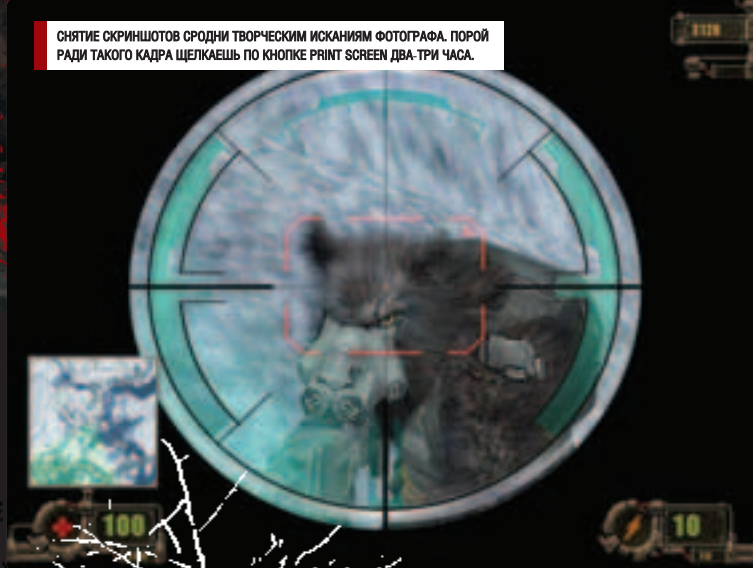 СНЯТИЕ СКРИНШОТОВ СРОДНИ ТВОРЧЕСКИМ ИСКАНИЯМ ФОТОГРАФА. ПОРОЙ
РАДИ ТАКОГО КАДРА ЩЕЛКАЕШЬ ПО КНОПКЕ PRINT SCREEN ДВА-ТРИ ЧАСА.
100
10